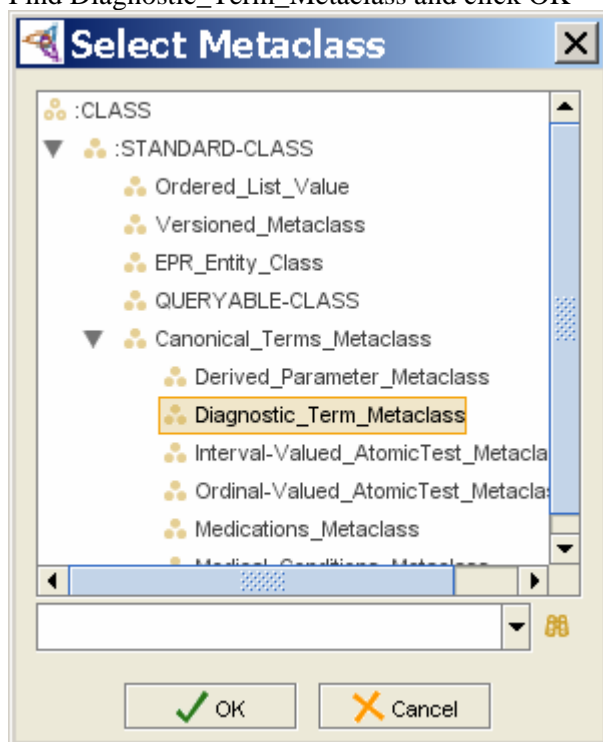 Find Diagnostic_Term_Metaclass and click OK
Select Metaclass
:CLASS
:STANDARD-CLASS
Ordered_List_Value
Versioned_Metaclass
EPR_Entity_Class
QUERYABLE-CLASS
Canonical_Terms_Metaclass
Derived_Parameter_Metaclass
Diagnostic_Term_Metaclass
Interval-Valued_AtomicTest_Metacla
Ordinal-Valued_AtomicTest_Metacla
Medications_Metaclass
Medical_Conditions_Metaclass
OK
Cancel